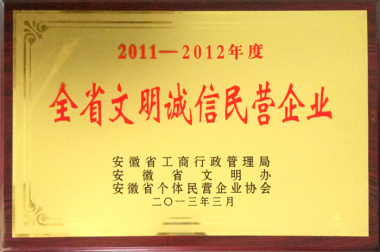 2011—2012年度
全省文明诚信民营企业
安徽省工商行政管理局
安徽省文明办
安徽省个体民营企业协会
二〇一三年三月